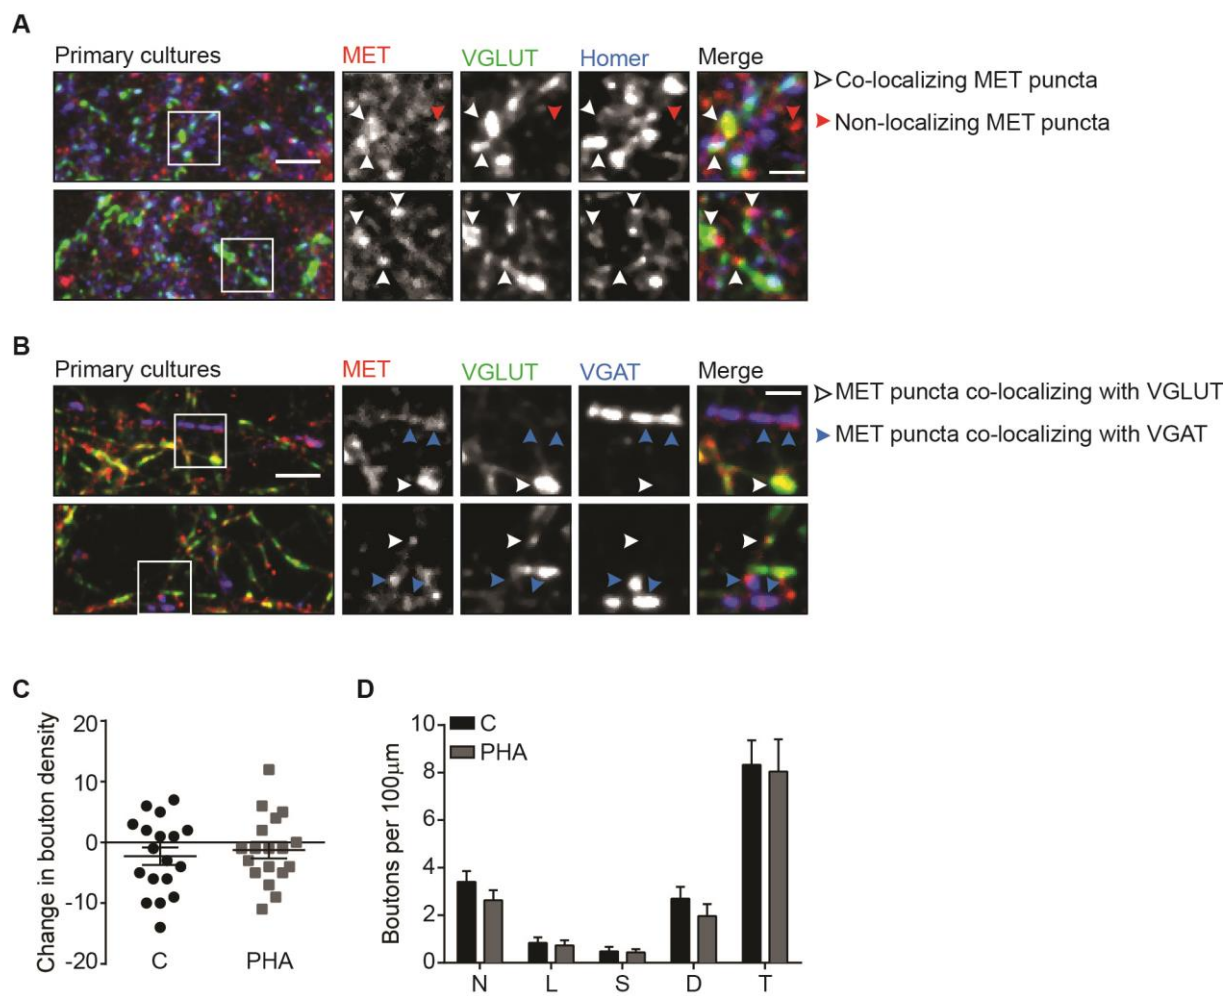 A
Primary cultures MET VGLUT Homer Merge
Co-localizing MET puncta
Non-localizing MET puncta
B
Primary cultures MET VGLUT VGAT Merge
MET puncta co-localizing with VGLUT
MET puncta co-localizing with VGAT
C
Change in bouton density
20
10
0
-10
-20
C PHA
D
Boutons per 100µm
10
8
6
4
2
0
C
PHA
N L S D T